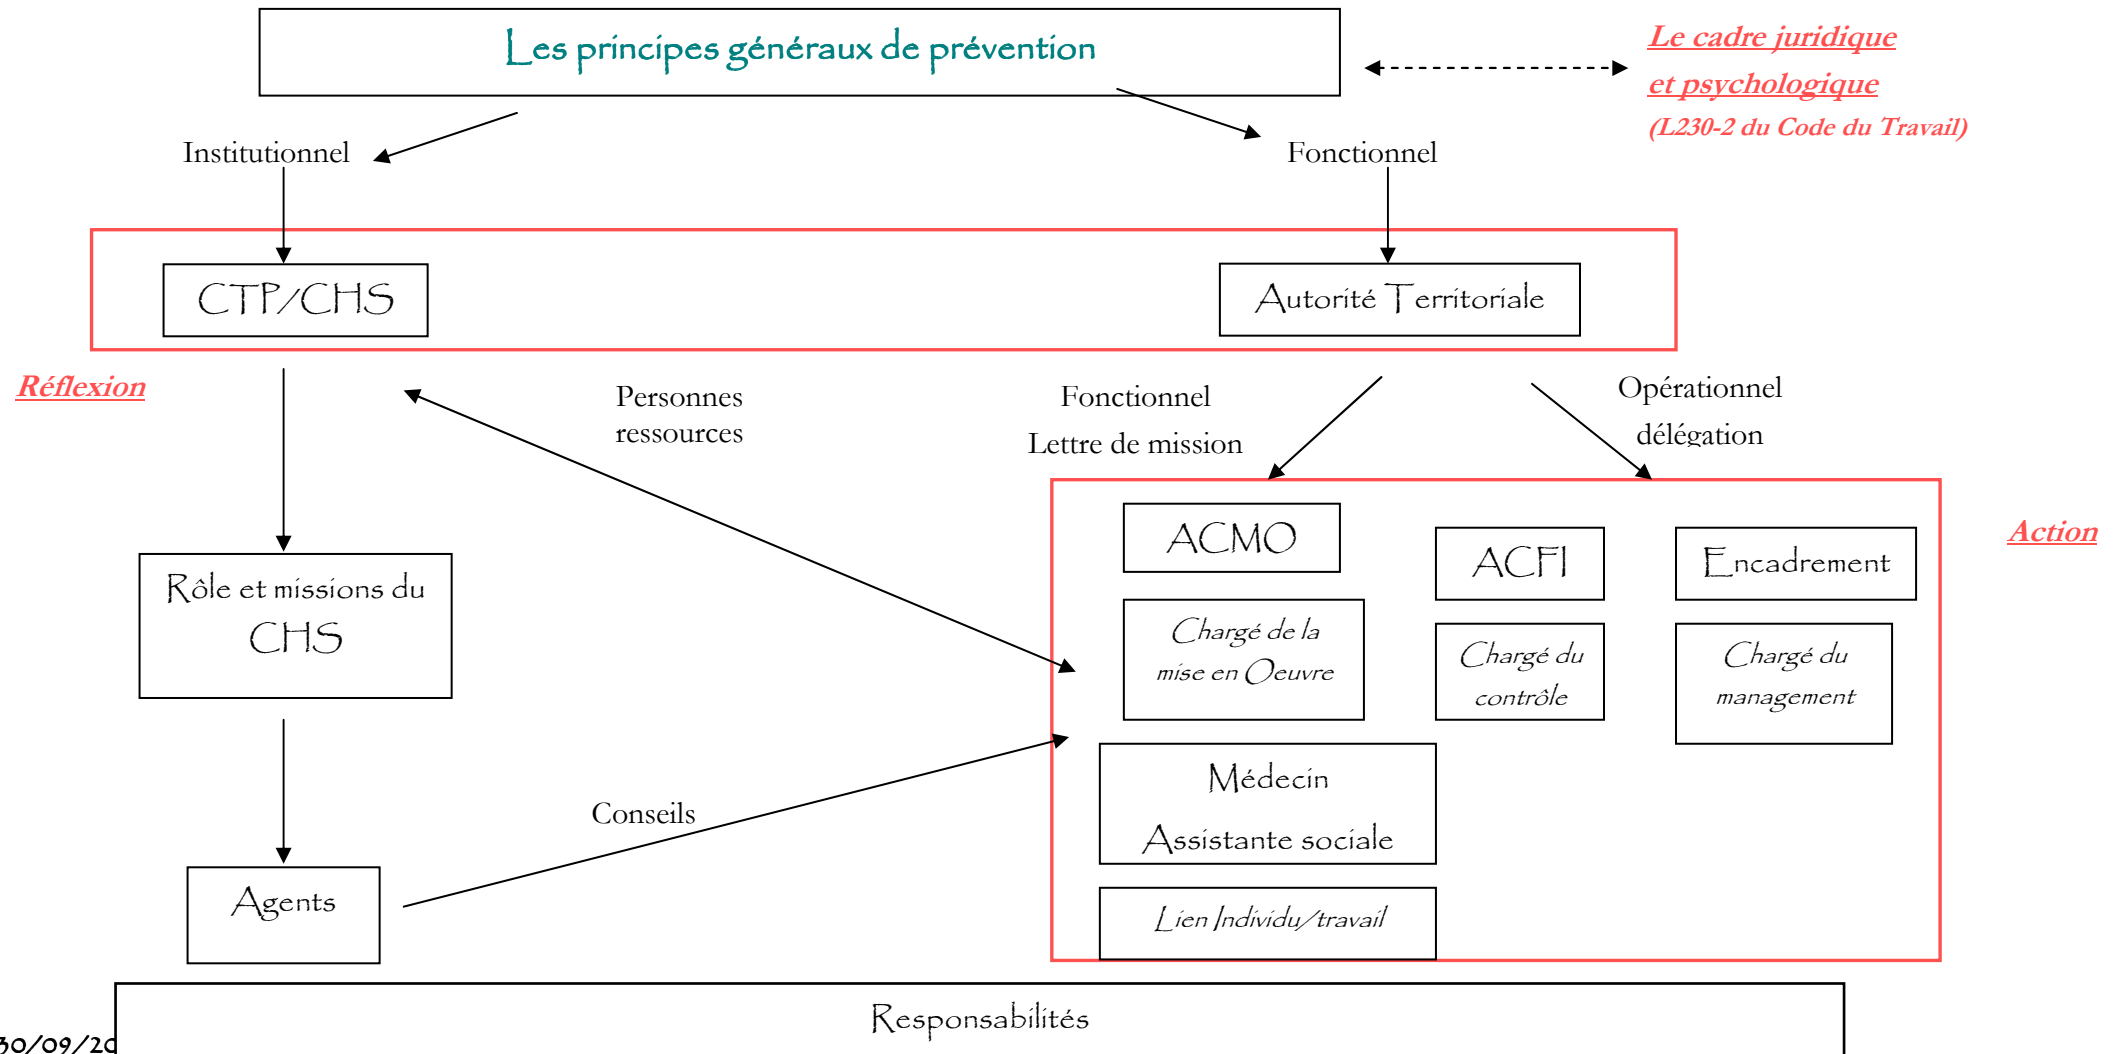 Les principes généraux de prévention
Le cadre juridique
et psychologique
(L230-2 du Code du Travail)
Institutionnel
Fonctionnel
CTP/CHS
Autorité Territoriale
Réflexion
Personnes
ressources
Fonctionnel
Lettre de mission
Opérationnel
délégation
ACMO
ACFI
Encadrement
Action
Rôle et missions du
CHS
Chargé de la
mise en Oeuvre
Chargé du
contrôle
Chargé du
management
Médecin
Assistante sociale
Conseils
Agents
Lien Individu/travail
Responsabilités
30/09/20